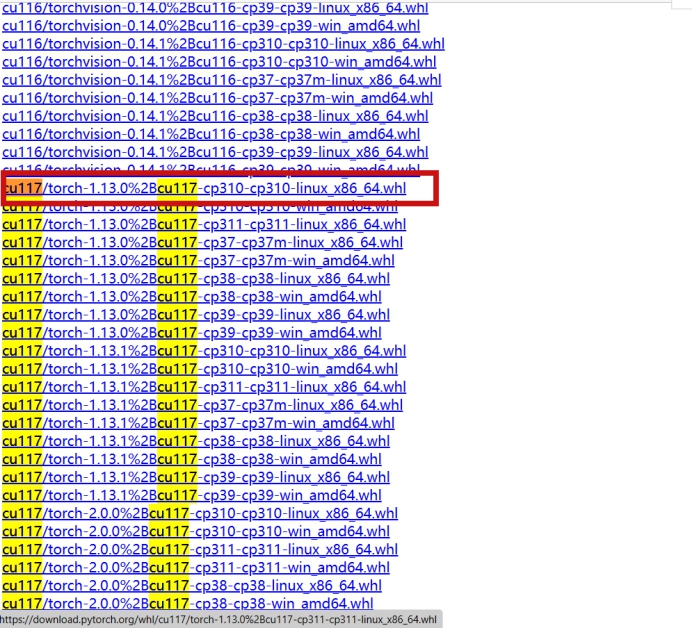 cu116/torchvision-0.14.0%2Bcu116-cp39-cp39-linux_x86_64.whl
cu116/torchvision-0.14.0%2Bcu116-cp39-cp39-win_amd64.whl
cu116/torchvision-0.14.1%2Bcu116-cp310-cp310-linux_x86_64.whl
cu116/torchvision-0.14.1%2Bcu116-cp310-cp310-win_amd64.whl
cu116/torchvision-0.14.1%2Bcu116-cp37-cp37m-linux_x86_64.whl
cu116/torchvision-0.14.1%2Bcu116-cp37-cp37m-win_amd64.whl
cu116/torchvision-0.14.1%2Bcu116-cp38-cp38-linux_x86_64.whl
cu116/torchvision-0.14.1%2Bcu116-cp38-cp38-win_amd64.whl
cu116/torchvision-0.14.1%2Bcu116-cp39-cp39-linux_x86_64.whl
cu116/torchvision-0.14.1%2Bcu116-cp39-cp39-win_amd64.whl
cu117/torch-1.13.0%2Bcu117-cp310-cp310-linux_x86_64.whl
cu117/torch-1.13.0%2Bcu117-cp310-cp310-win_amd64.whl
cu117/torch-1.13.0%2Bcu117-cp311-cp311-linux_x86_64.whl
cu117/torch-1.13.0%2Bcu117-cp37-cp37m-linux_x86_64.whl
cu117/torch-1.13.0%2Bcu117-cp37-cp37m-win_amd64.whl
cu117/torch-1.13.0%2Bcu117-cp38-cp38-linux_x86_64.whl
cu117/torch-1.13.0%2Bcu117-cp38-cp38-win_amd64.whl
cu117/torch-1.13.0%2Bcu117-cp39-cp39-linux_x86_64.whl
cu117/torch-1.13.0%2Bcu117-cp39-cp39-win_amd64.whl
cu117/torch-1.13.1%2Bcu117-cp310-cp310-linux_x86_64.whl
cu117/torch-1.13.1%2Bcu117-cp310-cp310-win_amd64.whl
cu117/torch-1.13.1%2Bcu117-cp311-cp311-linux_x86_64.whl
cu117/torch-1.13.1%2Bcu117-cp37-cp37m-linux_x86_64.whl
cu117/torch-1.13.1%2Bcu117-cp37-cp37m-win_amd64.whl
cu117/torch-1.13.1%2Bcu117-cp38-cp38-linux_x86_64.whl
cu117/torch-1.13.1%2Bcu117-cp38-cp38-win_amd64.whl
cu117/torch-1.13.1%2Bcu117-cp39-cp39-linux_x86_64.whl
cu117/torch-1.13.1%2Bcu117-cp39-cp39-win_amd64.whl
cu117/torch-2.0.0%2Bcu117-cp310-cp310-linux_x86_64.whl
cu117/torch-2.0.0%2Bcu117-cp310-cp310-win_amd64.whl
cu117/torch-2.0.0%2Bcu117-cp311-cp311-linux_x86_64.whl
cu117/torch-2.0.0%2Bcu117-cp311-cp311-win_amd64.whl
cu117/torch-2.0.0%2Bcu117-cp38-cp38-linux_x86_64.whl
cu117/torch-2.0.0%2Bcu117-cp38-cp38-win_amd64.whl
https://download.pytorch.org/whl/cu117/torch-1.13.0%2Bcu117-cp311-cp311-linux_x86_64.whl